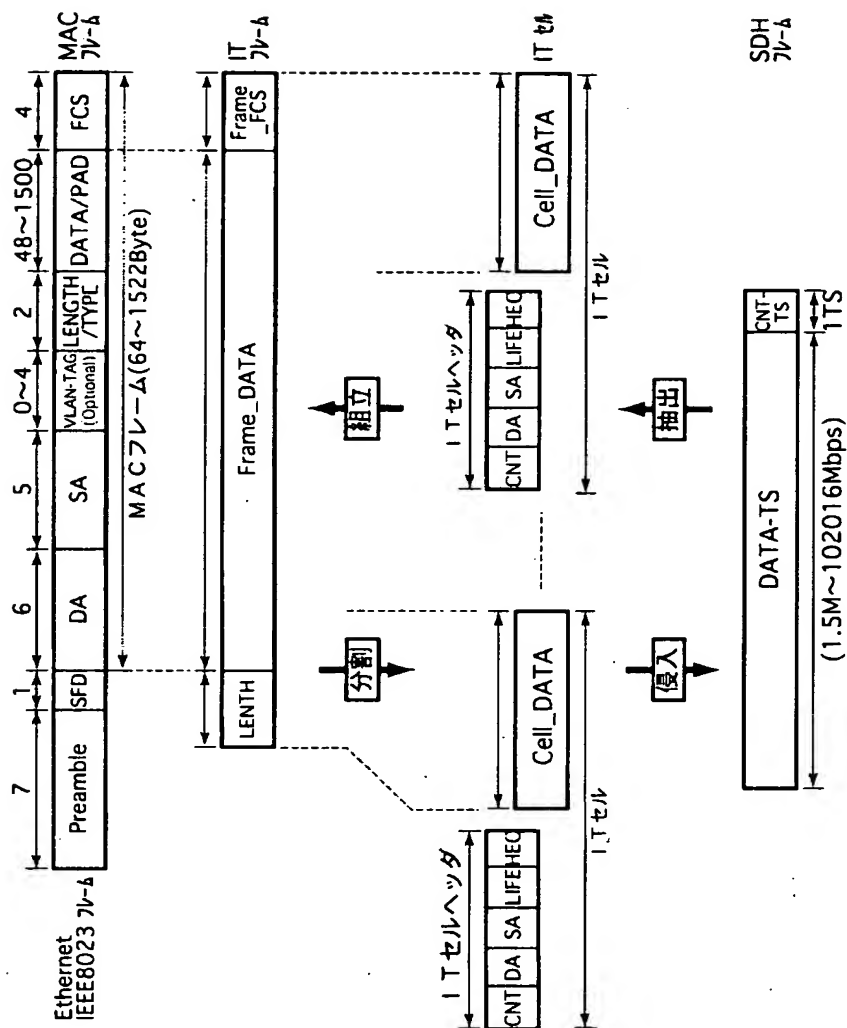 7
1
6
5
0~4
2
48~1500
4
Ethernet
IEEE8023 フレーム
Preamble
SFD
DA
SA
VLAN-TAG
(Optional)
LENGTH
/TYPE
DATA/PAD
FCS
MAC
フレーム
MACフレーム(64~1522Byte)
LENTH
Frame_DATA
Frame
_FCS
IT
フレーム
分割
組立
ITセルヘッダ
CNT
DA
SA
LIFE
HEC
Cell_DATA
ITセル
ITセルヘッダ
CNT
DA
SA
LIFE
HEC
Cell_DATA
ITセル
IT セル
侵入
抽出
DATA-TS
CNT-
TS
1TS
(1.5M~102016Mbps)
SDH
フレーム